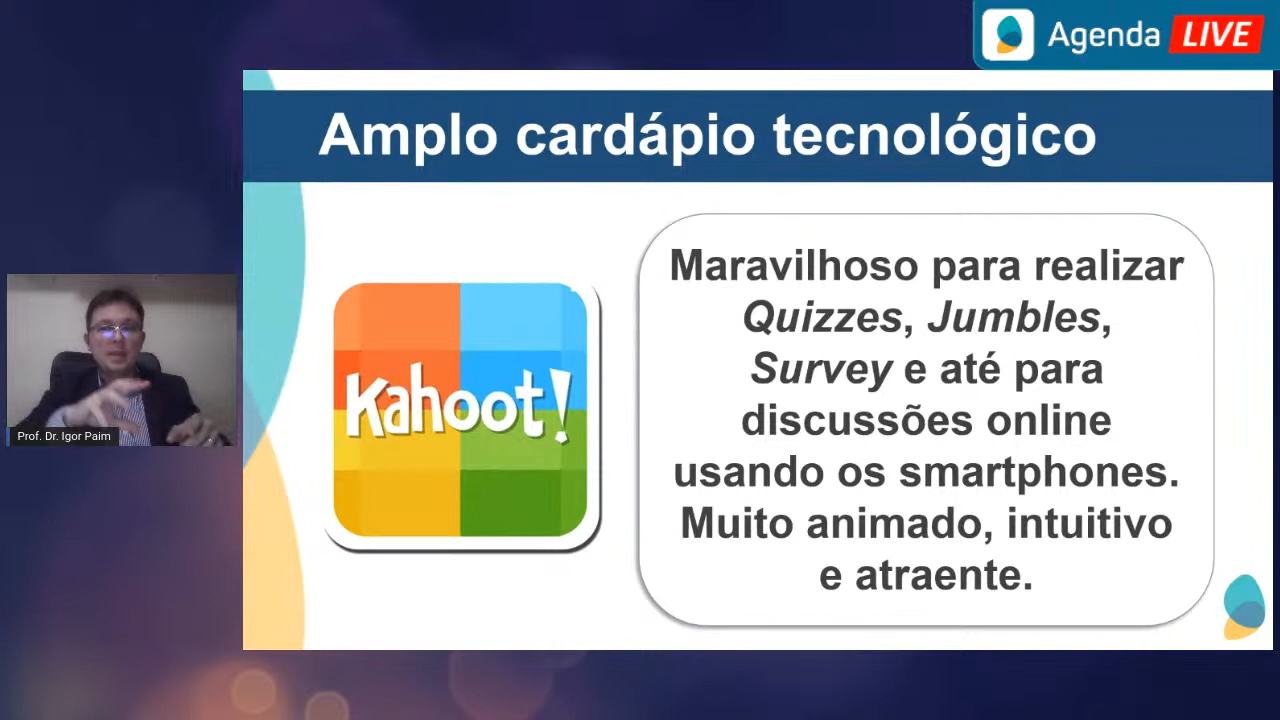 Agenda LIVE
Amplo cardápio tecnológico
Maravilhoso para realizar
Quizzes, Jumbles,
Survey e até para
discussões online
usando os smartphones.
Muito animado, intuitivo
e atraente.
Kahoot!
Prof. Dr. Igor Paim